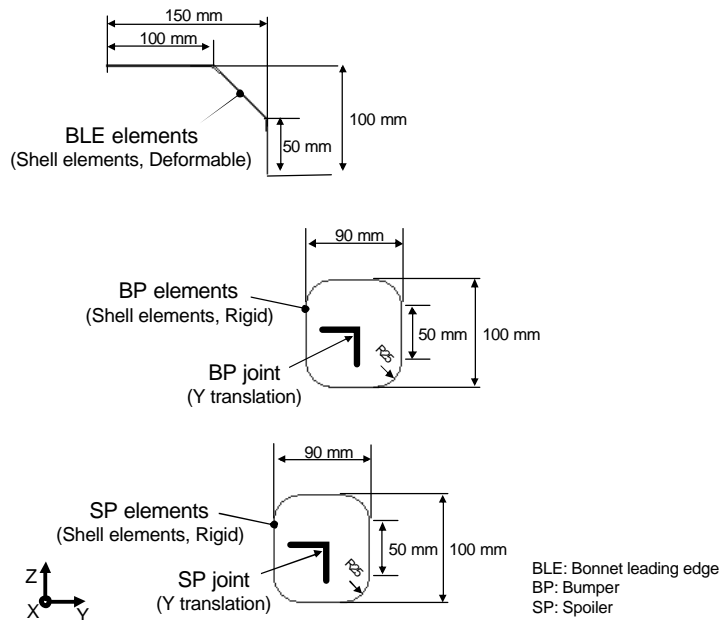 150 mm
100 mm
BLE elements
(Shell elements, Deformable)
50 mm
100 mm
90 mm
BP elements
(Shell elements, Rigid)
50 mm
100 mm
R25
BP joint
(Y translation)
90 mm
SP elements
(Shell elements, Rigid)
50 mm
100 mm
R25
SP joint
(Y translation)
Z
X
Y
BLE: Bonnet leading edge
BP: Bumper
SP: Spoiler